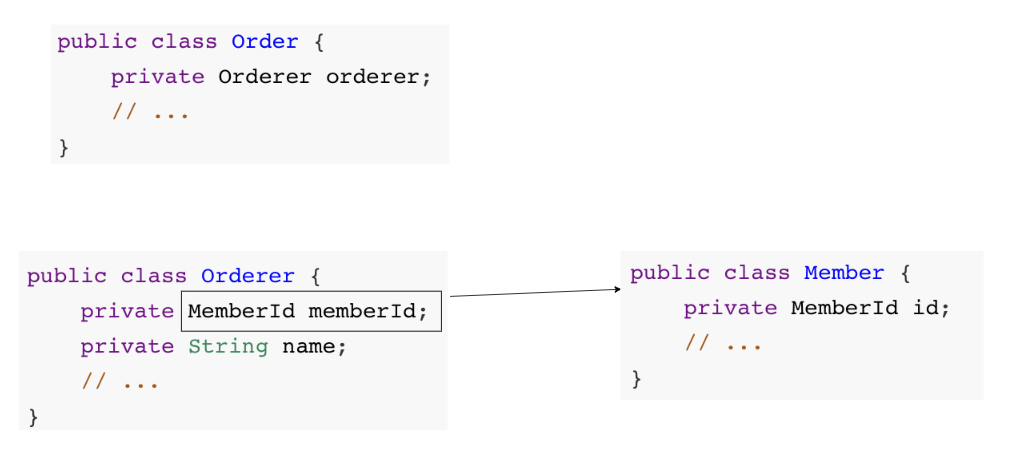 public class Order {
    private Orderer orderer;
    // ...
}
public class Orderer {
    private MemberId memberId;
    private String name;
    // ...
}
public class Member {
    private MemberId id;
    // ...
}